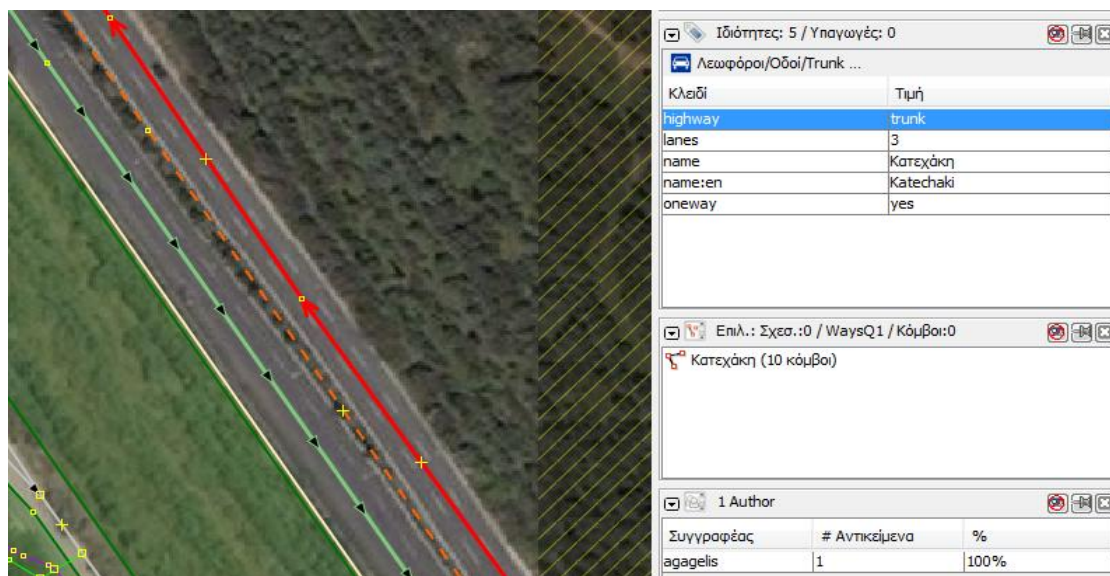 Ιδιότητες: 5 / Υπαγωγές: 0
Λεωφόροι/Οδοί/Trunk ...
Κλειδί Τιμή
highway trunk
lanes 3
name Κατεχάκη
name:en Katechaki
oneway yes
Επιλ.: Σχεσ.:0 / WaysQ1 / Κόμβοι:0
Κατεχάκη (10 κόμβοι)
1 Author
Συγγραφέας # Αντικείμενα %
agagelis 1 100%